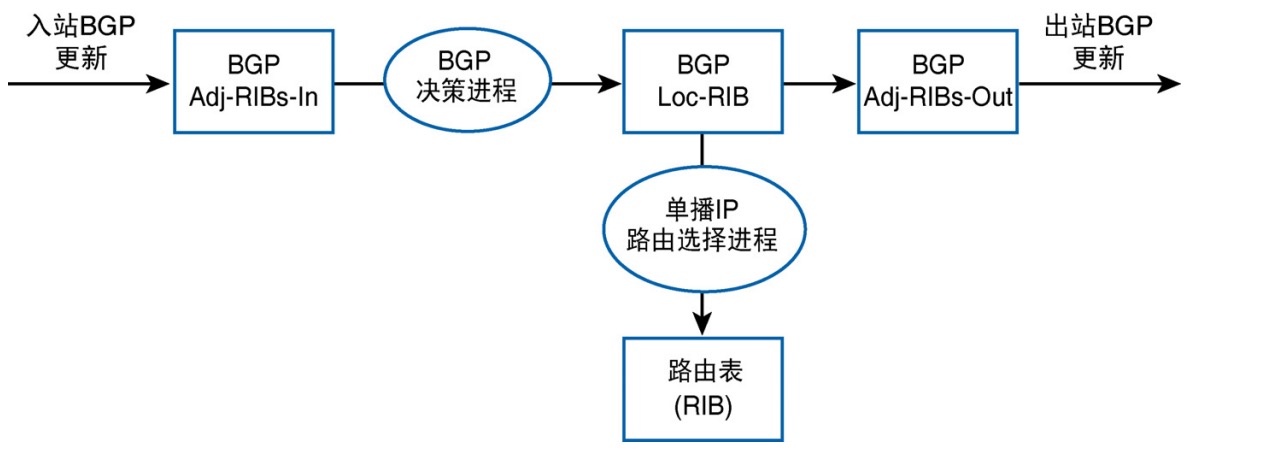 入站BGP
更新
BGP
Adj-RIBs-In
BGP
决策进程
BGP
Loc-RIB
BGP
Adj-RIBs-Out
出站BGP
更新
单播IP
路由选择进程
路由表
(RIB)